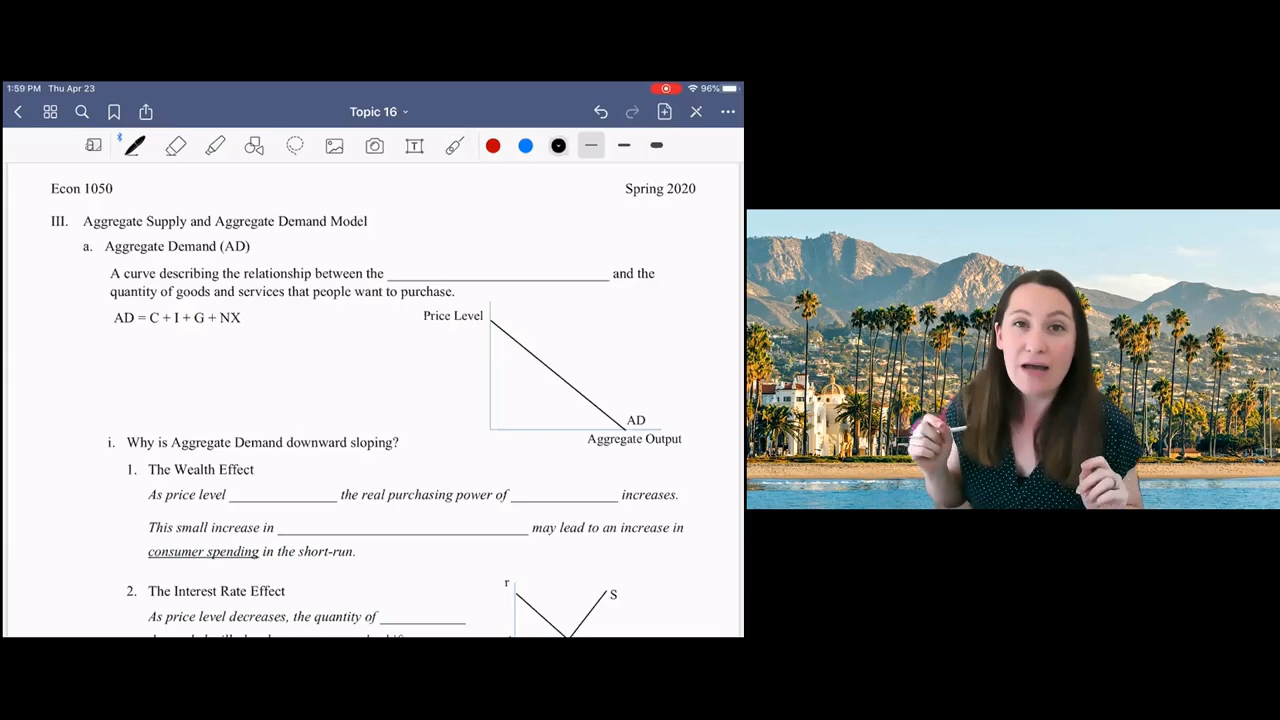 1:59 PM Thu Apr 23
96%
Topic 16
T
Econ 1050 Spring 2020
III. Aggregate Supply and Aggregate Demand Model
a. Aggregate Demand (AD)
A curve describing the relationship between the ______________________ and the
quantity of goods and services that people want to purchase.
AD = C + I + G + NX
Price Level
AD
Aggregate Output
i. Why is Aggregate Demand downward sloping?
1. The Wealth Effect
As price level ___________ the real purchasing power of ___________ increases.
This small increase in _________________________ may lead to an increase in
consumer spending in the short-run.
2. The Interest Rate Effect
r
S
As price level decreases, the quantity of _________